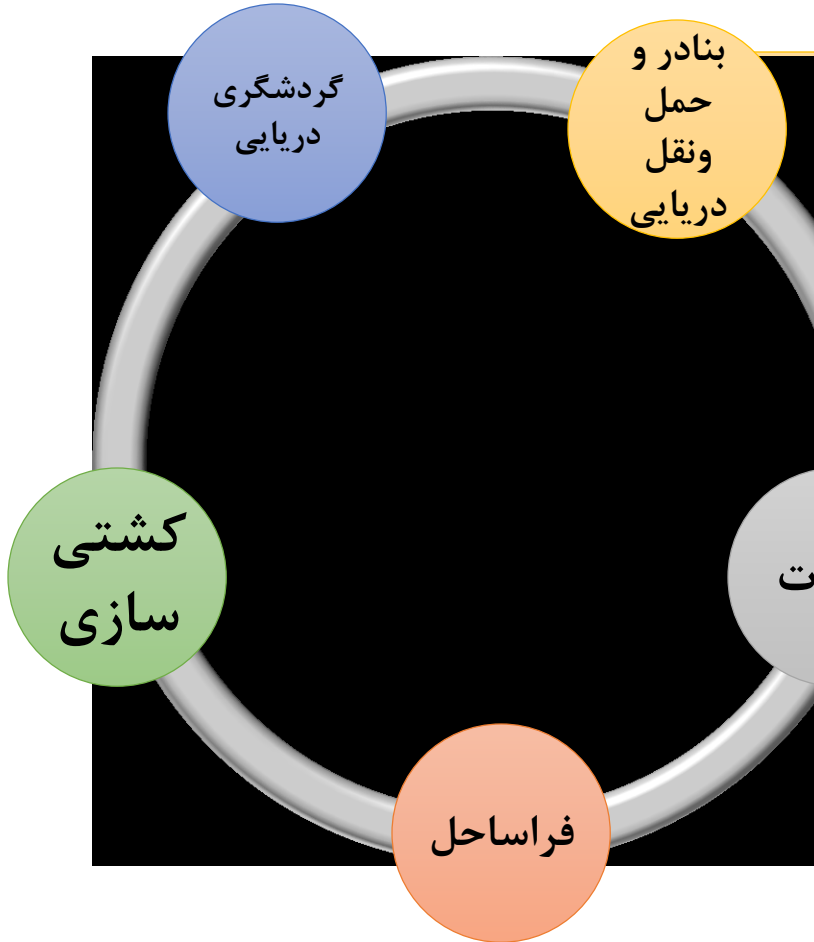 بنادر و
حمل
ونقل
دریایی
گردشگری
دریایی
کشتی
سازی
فراساحل